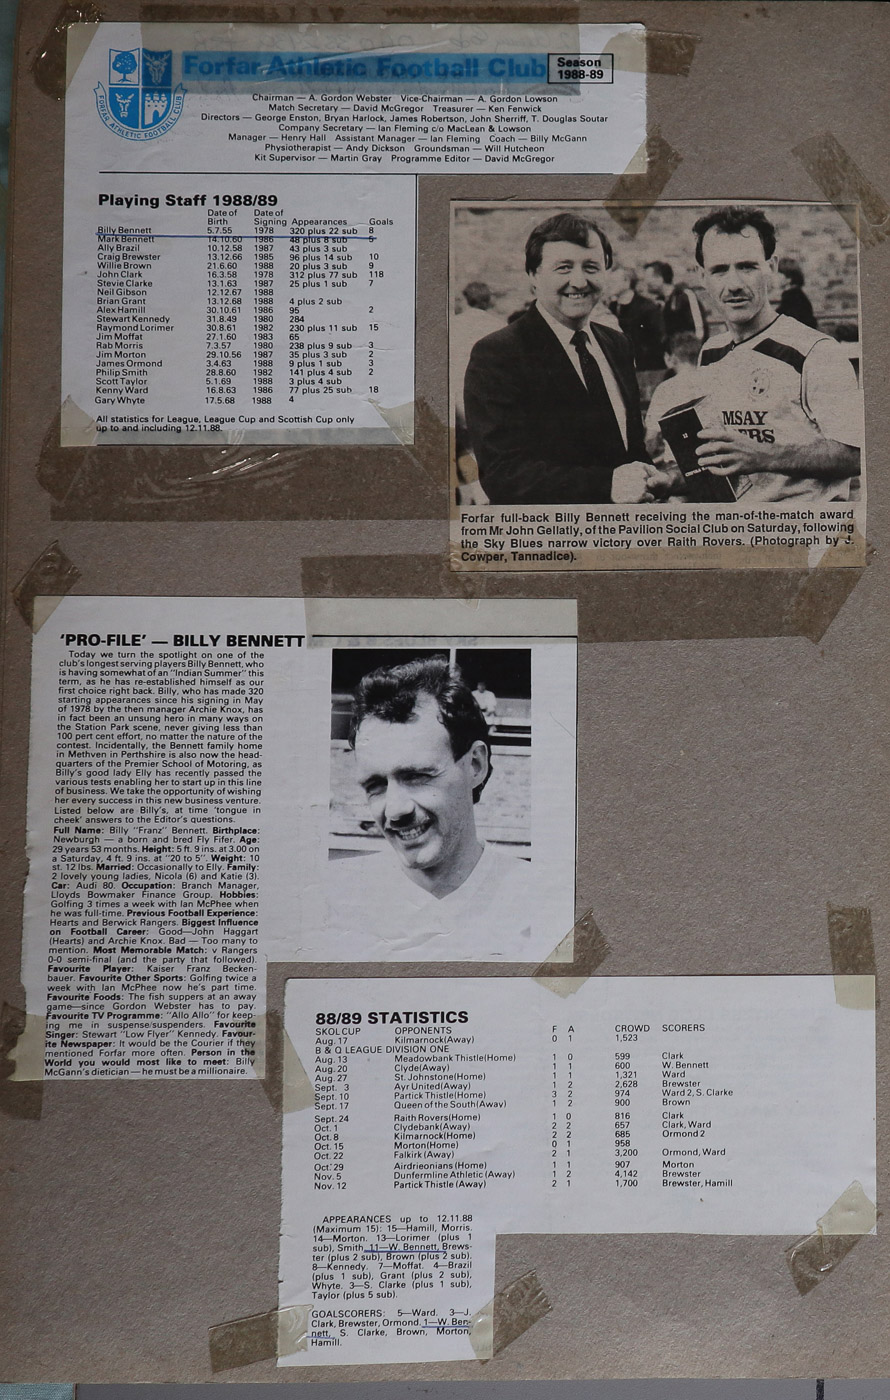 Forfar Athletic Football Club
Season
1988-89
FORFAR ATHLETIC FOOTBALL CLUB
Chairman — A. Gordon Webster Vice-Chairman — A. Gordon Lowson
Match Secretary — David McGregor Treasurer — Ken Fenwick
Directors — George Enston, Bryan Harlock, James Robertson, John Sherriff, T. Douglas Soutar
Company Secretary — Ian Fleming c/o MacLean & Lowson
Manager — Henry Hall Assistant Manager — Ian Fleming Coach — Billy McGann
Physiotherapist — Andy Dickson Groundsman — Will Hutcheon
Kit Supervisor — Martin Gray Programme Editor — David McGregor
Playing Staff 1988/89
Date of Birth Date of Signing Appearances Goals
Billy Bennett 5.7.55 1978 320 plus 22 sub 8
Mark Bennett 14.10.60 1986 48 plus 8 sub 5
Ally Brazil 10.12.58 1987 43 plus 3 sub
Craig Brewster 13.12.66 1985 96 plus 14 sub 10
Willie Brown 21.6.60 1988 20 plus 3 sub 9
John Clark 16.3.58 1978 312 plus 77 sub 118
Stevie Clarke 13.1.63 1987 25 plus 1 sub 7
Neil Gibson 12.12.67 1988
Brian Grant 13.12.68 1988 4 plus 2 sub
Alex Hamill 30.10.61 1986 95 2
Stewart Kennedy 31.8.49 1980 284
Raymond Lorimer 30.8.61 1982 230 plus 11 sub 15
Jim Moffat 27.1.60 1983 65
Rab Morris 7.3.57 1980 238 plus 9 sub 3
Jim Morton 29.10.56 1987 35 plus 3 sub 2
James Ormond 3.4.63 1988 9 plus 1 sub 3
Philip Smith 28.8.60 1982 141 plus 4 sub 2
Scott Taylor 5.1.69 1988 3 plus 4 sub
Kenny Ward 16.8.63 1986 77 plus 25 sub 18
Gary Whyte 17.5.68 1988 4
All statistics for League, League Cup and Scottish Cup only
up to and including 12.11.88.
MSAY
ERS
Forfar full-back Billy Bennett receiving the man-of-the-match award
from Mr John Gellatly, of the Pavilion Social Club on Saturday, following
the Sky Blues narrow victory over Raith Rovers. (Photograph by J.
Cowper, Tannadice).
'PRO-FILE' — BILLY BENNETT
Today we turn the spotlight on one of the
club's longest serving players Billy Bennett, who
is having somewhat of an "Indian Summer" this
term, as he has re-established himself as our
first choice right back. Billy, who has made 320
starting appearances since his signing in May
of 1978 by the then manager Archie Knox, has
in fact been an unsung hero in many ways on
the Station Park scene, never giving less than
100 pert cent effort, no matter the nature of the
contest. Incidentally, the Bennett family home
in Methven in Perthshire is also now the head-
quarters of the Premier School of Motoring, as
Billy's good lady Elly has recently passed the
various tests enabling her to start up in this line
of business. We take the opportunity of wishing
her every success in this new business venture.
Listed below are Billy's, at time 'tongue in
cheek' answers to the Editor's questions.
Full Name: Billy "Franz" Bennett. Birthplace:
Newburgh — a born and bred Fly Fifer. Age:
29 years 53 months. Height: 5 ft. 9 ins. at 3.00 on
a Saturday, 4 ft. 9 ins. at "20 to 5". Weight: 10
st. 12 lbs. Married: Occasionally to Elly. Family:
2 lovely young ladies, Nicola (6) and Katie (3).
Car: Audi 80. Occupation: Branch Manager,
Lloyds Bowmaker Finance Group. Hobbies:
Golfing 3 times a week with Ian McPhee when
he was full-time. Previous Football Experience:
Hearts and Berwick Rangers. Biggest Influence
on Football Career: Good—John Haggart
(Hearts) and Archie Knox. Bad — Too many to
mention. Most Memorable Match: v Rangers
0-0 semi-final (and the party that followed).
Favourite Player: Kaiser Franz Becken-
bauer. Favourite Other Sports: Golfing twice a
week with Ian McPhee now he's part time.
Favourite Foods: The fish suppers at an away
game—since Gordon Webster has to pay.
Favourite TV Programme: "Allo Allo" for keep-
ing me in suspense/suspenders. Favourite
Singer: Stewart "Low Flyer" Kennedy. Favour-
ite Newspaper: It would be the Courier if they
mentioned Forfar more often. Person in the
World you would most like to meet: Billy
McGann's dietician — he must be a millionaire.
88/89 STATISTICS
SKOL CUP OPPONENTS F A CROWD SCORERS
Aug. 17 Kilmarnock(Away) 0 1 1,523
B & Q LEAGUE DIVISION ONE
Aug. 13 Meadowbank Thistle(Home) 1 0 599 Clark
Aug. 20 Clyde(Away) 1 1 600 W. Bennett
Aug. 27 St. Johnstone(Home) 1 1 1,321 Ward
Sept. 3 Ayr United(Away) 1 2 2,628 Brewster
Sept. 10 Partick Thistle(Home) 3 2 974 Ward 2, S. Clarke
Sept. 17 Queen of the South(Away) 1 2 900 Brown
Sept. 24 Raith Rovers(Home) 1 0 816 Clark
Oct. 1 Clydebank(Away) 2 2 657 Clark, Ward
Oct. 8 Kilmarnock(Home) 2 2 685 Ormond 2
Oct. 15 Morton(Home) 0 1 958
Oct. 22 Falkirk (Away) 2 1 3,200 Ormond, Ward
Oct. 29 Airdrieonians(Home) 1 1 907 Morton
Nov. 5 Dunfermline Athletic (Away) 1 2 4,142 Brewster
Nov. 12 Partick Thistle (Away) 2 1 1,700 Brewster, Hamill
APPEARANCES up to 12.11.88
(Maximum 15): 15—Hamill, Morris.
14—Morton. 13—Lorimer (plus 1
sub), Smith. 11—W. Bennett, Brews-
ter (plus 2 sub), Brown (plus 2 sub).
8—Kennedy. 7—Moffat. 4—Brazil
(plus 1 sub), Grant (plus 2 sub),
Whyte. 3—S. Clarke (plus 1 sub),
Taylor (plus 5 sub).
GOALSCORERS: 5—Ward. 3—J.
Clark, Brewster, Ormond. 1—W. Ben-
nett, S. Clarke, Brown, Morton,
Hamill.